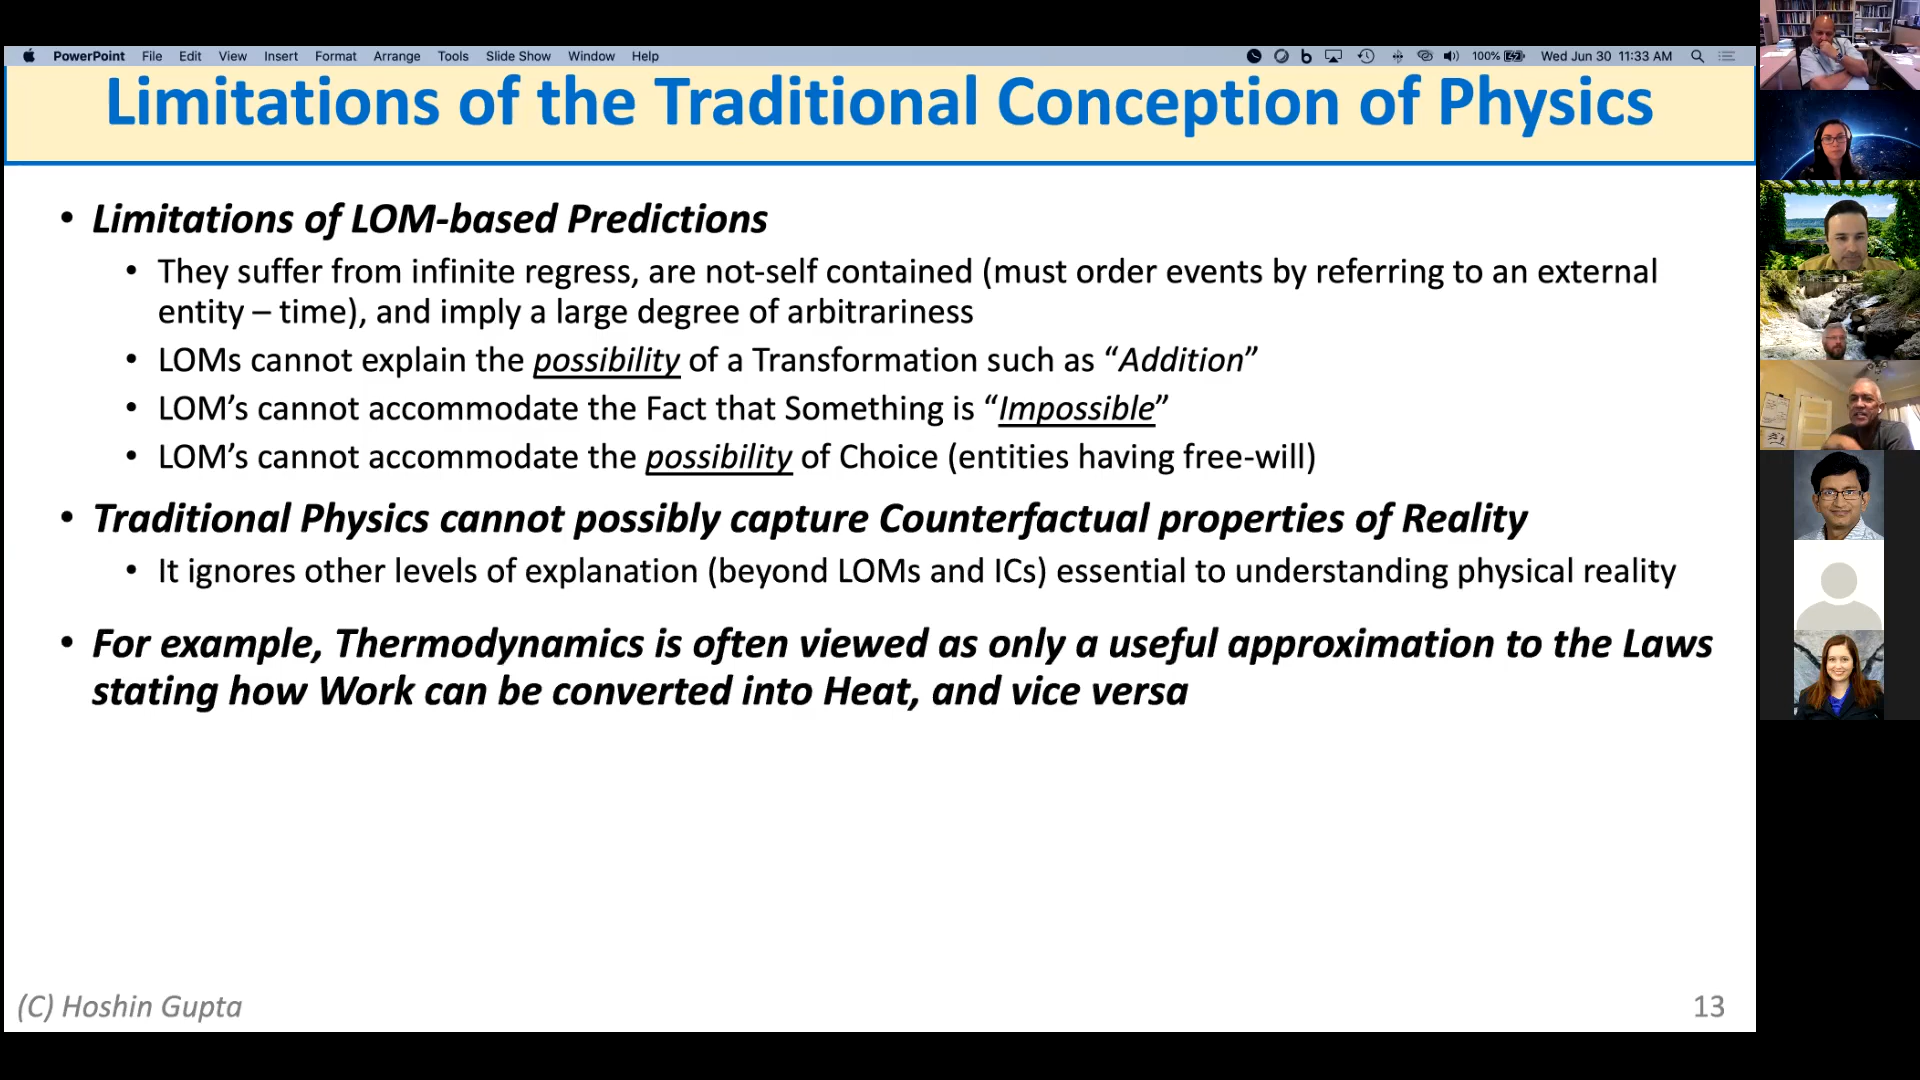 PowerPoint File Edit View Insert Format Arrange Tools Slide Show Window Help 100% Wed Jun 30 11:33 AM
Limitations of the Traditional Conception of Physics
• Limitations of LOM-based Predictions
• They suffer from infinite regress, are not-self contained (must order events by referring to an external
entity – time), and imply a large degree of arbitrariness
• LOMs cannot explain the possibility of a Transformation such as “Addition”
• LOM’s cannot accommodate the Fact that Something is “Impossible”
• LOM’s cannot accommodate the possibility of Choice (entities having free-will)
• Traditional Physics cannot possibly capture Counterfactual properties of Reality
• It ignores other levels of explanation (beyond LOMs and ICs) essential to understanding physical reality
• For example, Thermodynamics is often viewed as only a useful approximation to the Laws
stating how Work can be converted into Heat, and vice versa
(C) Hoshin Gupta
13